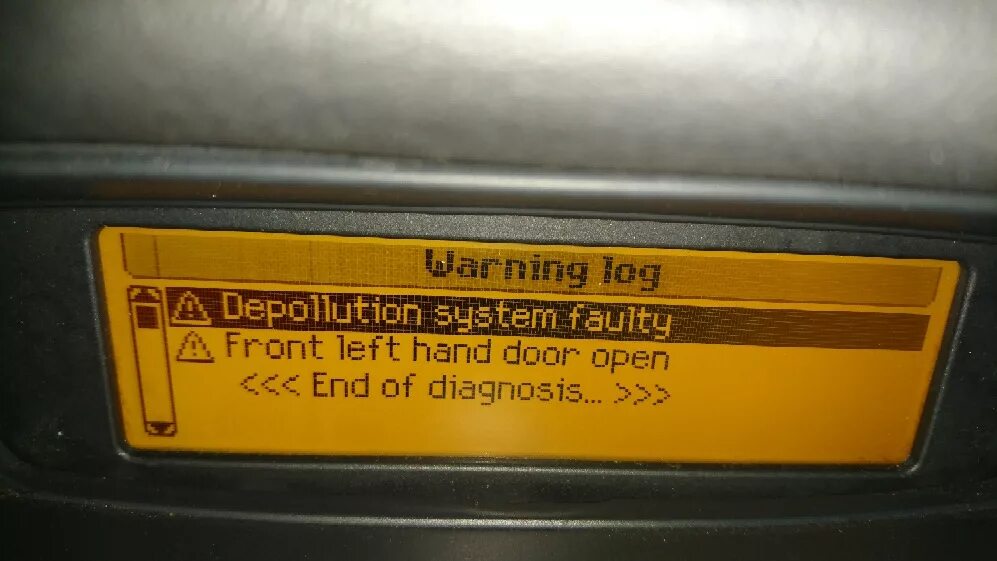 Warning log
Depollution system faulty
Front left hand door open
<<< End of diagnosis... >>>